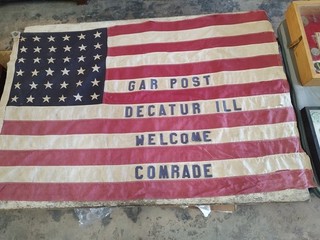 GAR POST
DECATUR ILL
WELCOME
COMRADE